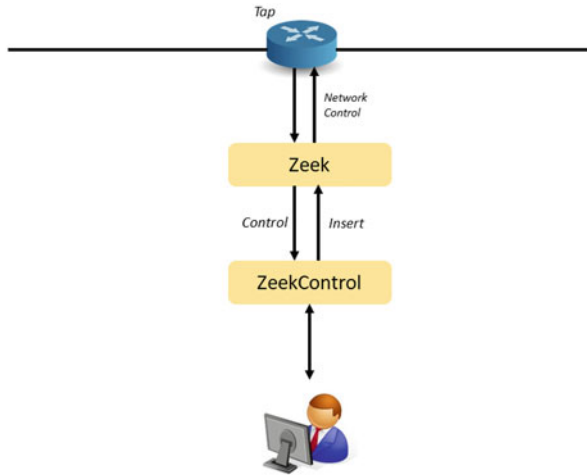 Tap
Network
Control
Zeek
Control
Insert
ZeekControl